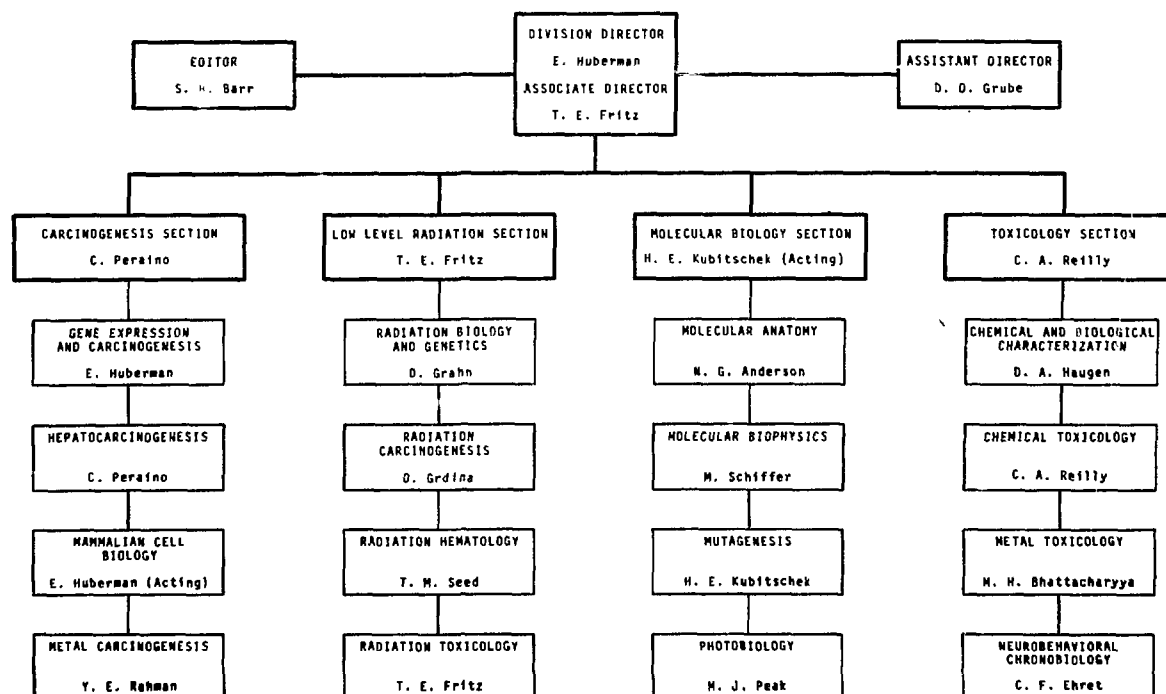 DIVISION DIRECTOR
E. Huberman
ASSOCIATE DIRECTOR
T. E. Fritz
EDITOR
S. H. Barr
ASSISTANT DIRECTOR
D. O. Grube
CARCINOGENESIS SECTION
C. Peraino
LOW LEVEL RADIATION SECTION
T. E. Fritz
MOLECULAR BIOLOGY SECTION
H. E. Kubitschek (Acting)
TOXICOLOGY SECTION
C. A. Reilly
GENE EXPRESSION
AND CARCINOGENESIS
E. Huberman
RADIATION BIOLOGY
AND GENETICS
D. Grahn
MOLECULAR ANATOMY
N. G. Anderson
CHEMICAL AND BIOLOGICAL
CHARACTERIZATION
D. A. Haugen
HEPATOCARCINOGENESIS
C. Peraino
RADIATION
CARCINOGENESIS
D. Grdina
MOLECULAR BIOPHYSICS
M. Schiffer
CHEMICAL TOXICOLOGY
C. A. Reilly
MAMMALIAN CELL
BIOLOGY
E. Huberman (Acting)
RADIATION HEMATOLOGY
T. M. Seed
MUTAGENESIS
H. E. Kubitschek
METAL TOXICOLOGY
M. H. Bhattacharyya
METAL CARCINOGENESIS
Y. E. Rahman
RADIATION TOXICOLOGY
T. E. Fritz
PHOTOBIOLOGY
M. J. Peak
NEUROBEHAVIORAL
CHRONOBIOLOGY
C. F. Ehret